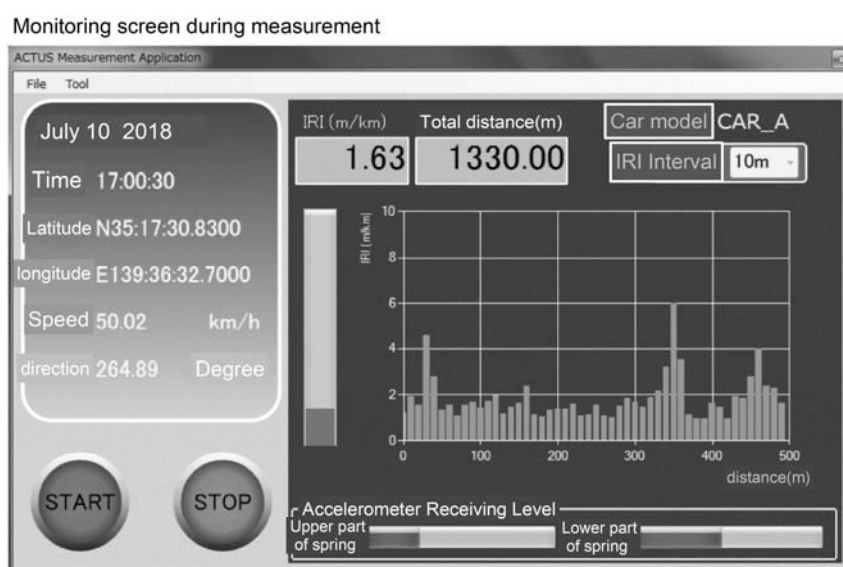 Monitoring screen during measurement
ACTUS Measurement Application
File Tool
July 10 2018
Time 17:00:30
Latitude N35:17:30.8300
longitude E139:36:32.7000
Speed 50.02 km/h
direction 264.89 Degree
START STOP
IRI (m/km) Total distance(m)
1.63 1330.00
Car model CAR_A
IRI Interval 10m
IRI [m/km]
10
8
6
4
2
0
0 100 200 300 400 500
distance(m)
Accelerometer Receiving Level
Upper part
of spring
Lower part
of spring